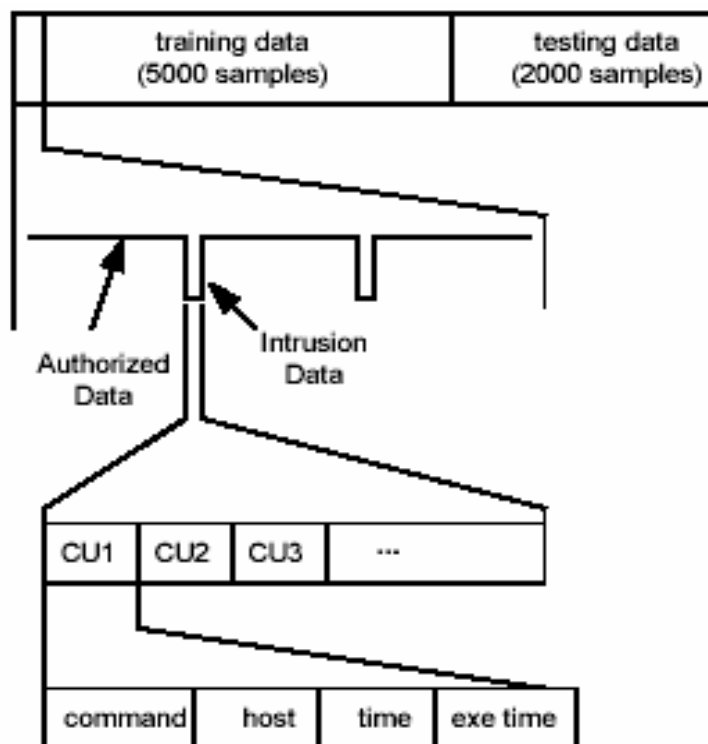 training data
(5000 samples)
testing data
(2000 samples)
Authorized
Data
Intrusion
Data
CU1 CU2 CU3 ...
command host time exe time